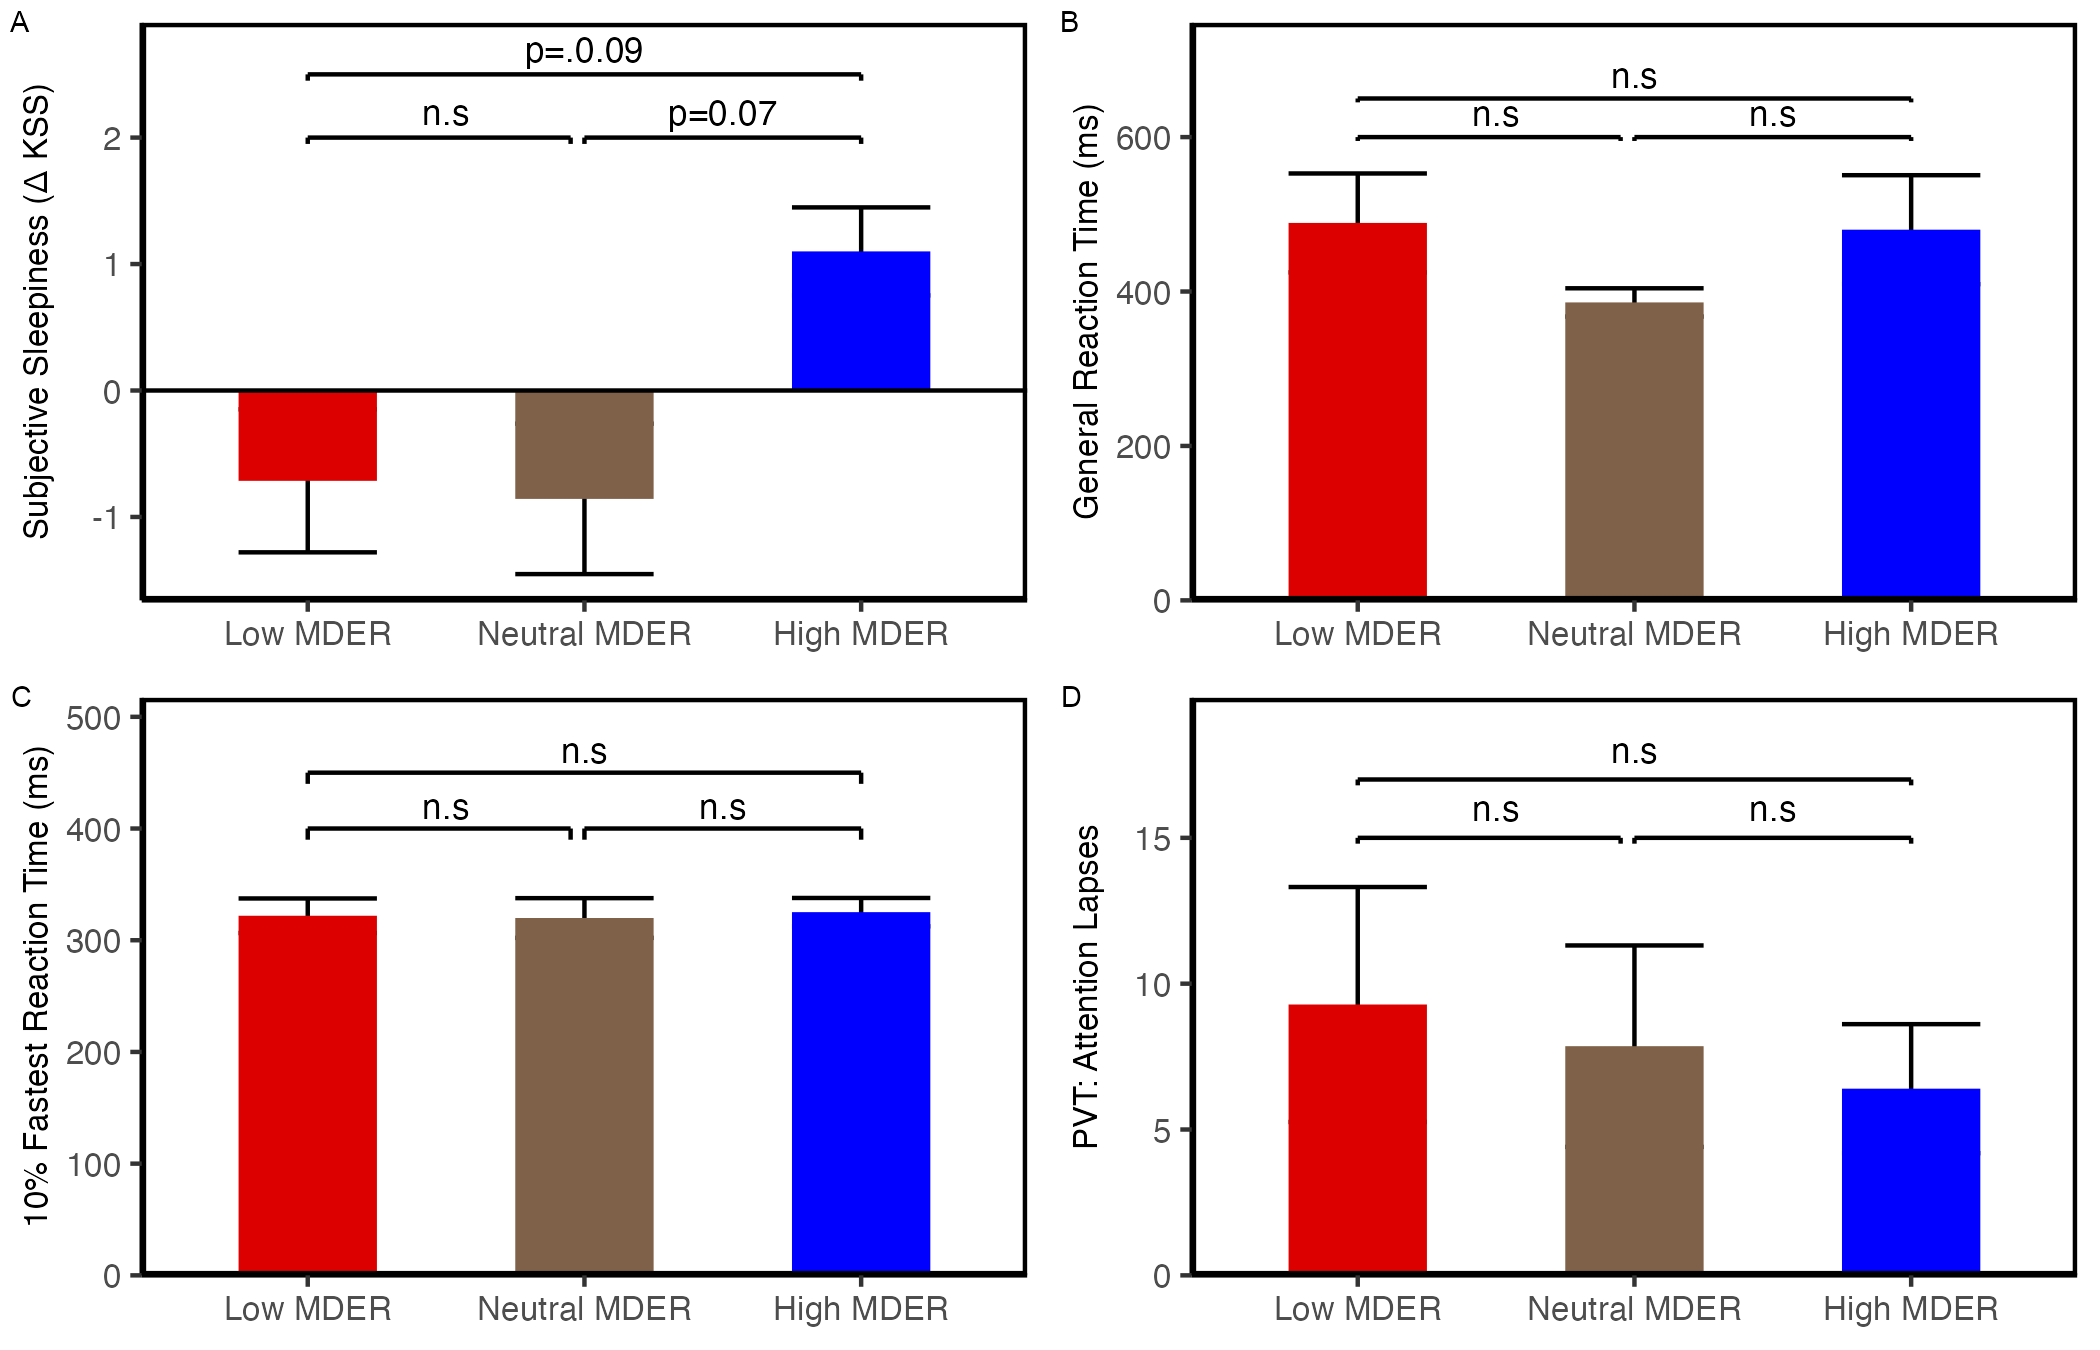 A
Subjective Sleepiness (Δ KSS)
p=.0.09
n.s
p=0.07
2
1
0
-1
Low MDER
Neutral MDER
High MDER
B
General Reaction Time (ms)
n.s
n.s
n.s
600
400
200
0
Low MDER
Neutral MDER
High MDER
C
10% Fastest Reaction Time (ms)
500
n.s
n.s
n.s
400
300
200
100
0
Low MDER
Neutral MDER
High MDER
D
PVT: Attention Lapses
n.s
n.s
n.s
15
10
5
0
Low MDER
Neutral MDER
High MDER